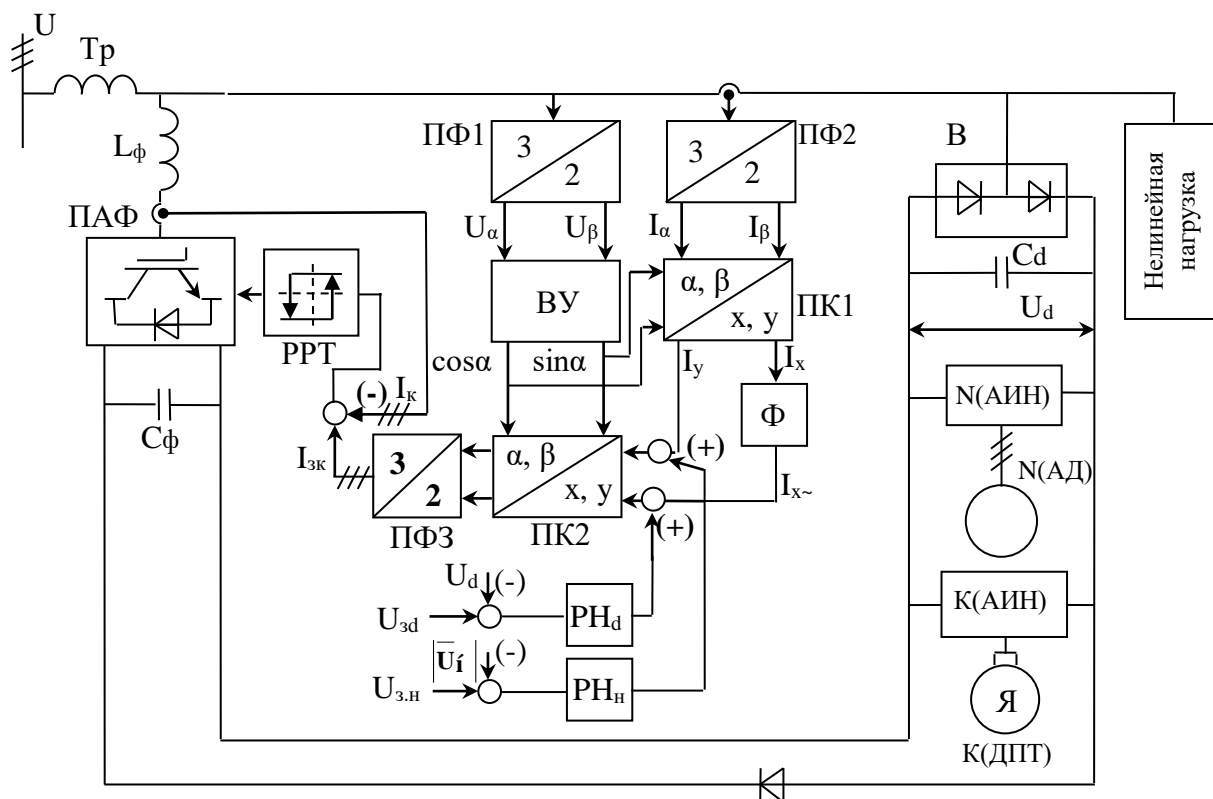 U
Тр
Lф
ПАФ
ПФ1
3
2
ПФ2
3
2
В
Нелинейная
нагрузка
Uα
Uβ
Iα
Iβ
Cd
Ud
ВУ
α, β
x, y
ПК1
РРТ
cosα
sinα
Iy
Ix
(-)
Iк
Ф
N(АИН)
Cф
Iзк
3
2
α, β
x, y
(+)
(+)
Ix~
N(АД)
ПФЗ
ПК2
Ud
(-)
Uзd
РНd
К(АИН)
|U̅í|
(-)
Uз.н
РНн
Я
К(ДПТ)